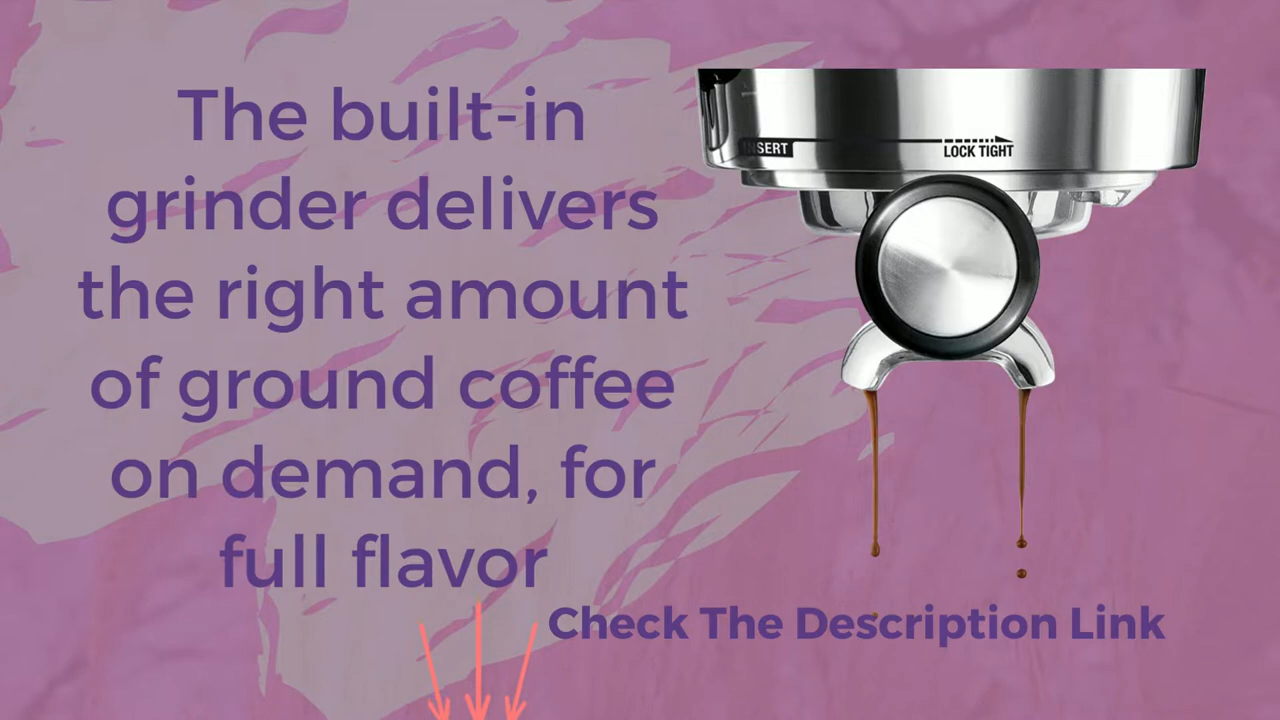 The built-in
grinder delivers
the right amount
of ground coffee
on demand, for
full flavor
INSERT
LOCK TIGHT
Check The Description Link